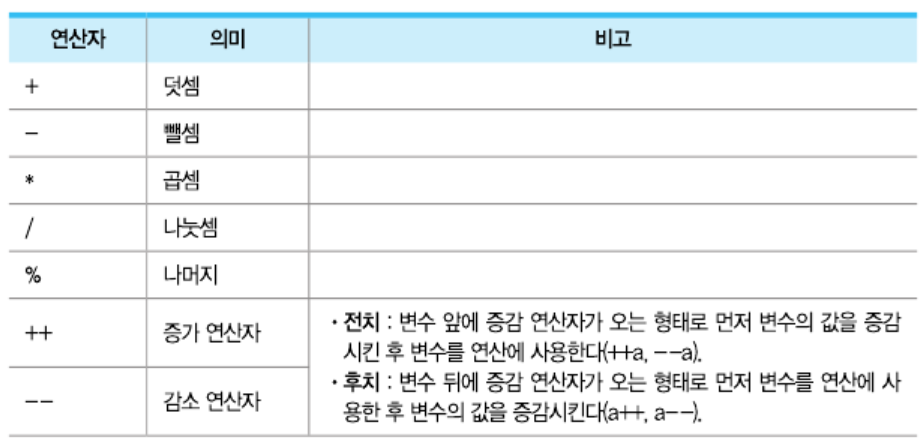 연산자 의미 비고
+ 덧셈
- 뺄셈
* 곱셈
/ 나눗셈
% 나머지
++ 증가 연산자
-- 감소 연산자
• 전치 : 변수 앞에 증감 연산자가 오는 형태로 먼저 변수의 값을 증감
시킨 후 변수를 연산에 사용한다(++a, --a).
• 후치 : 변수 뒤에 증감 연산자가 오는 형태로 먼저 변수를 연산에 사
용한 후 변수의 값을 증감시킨다(a++, a--).